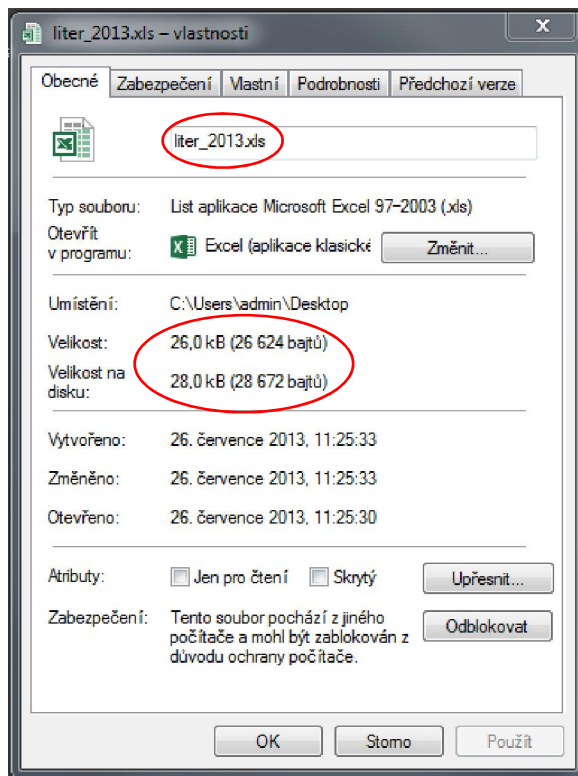 liter_2013.xls – vlastnosti
x
Obecné Zabezpečení Vlastní Podrobnosti Předchozí verze
liter_2013.xls
Typ souboru: List aplikace Microsoft Excel 97–2003 (.xls)
Otevřít
v programu: Excel (aplikace klasické Změnit...
Umístění: C:\Users\admin\Desktop
Velikost: 26,0 kB (26 624 bajtů)
Velikost na
disku: 28,0 kB (28 672 bajtů)
Vytvořeno: 26. července 2013, 11:25:33
Změněno: 26. července 2013, 11:25:33
Otevřeno: 26. července 2013, 11:25:30
Atributy: Jen pro čtení Skrytý Upřesnit...
Zabezpečení: Tento soubor pochází z jiného
počítače a mohl být zablokován z
důvodu ochrany počítače.
Odblokovat
OK Storno Použít